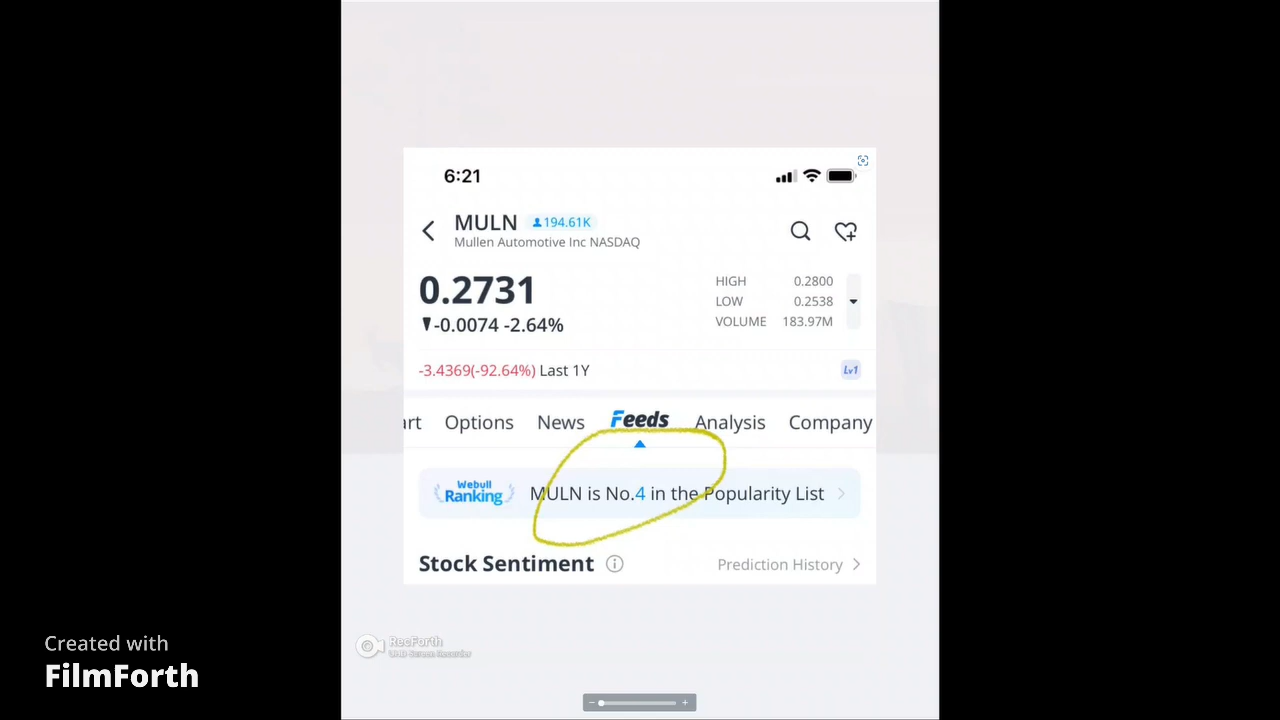 6:21
MULN 194.61K
Mullen Automotive Inc NASDAQ
0.2731
-0.0074 -2.64%
HIGH 0.2800
LOW 0.2538
VOLUME 183.97M
-3.4369(-92.64%) Last 1Y
Lv1
art Options News Feeds Analysis Company
Webull
Ranking
MULN is No.4 in the Popularity List
Stock Sentiment
Prediction History
RecForth
Created with
FilmForth